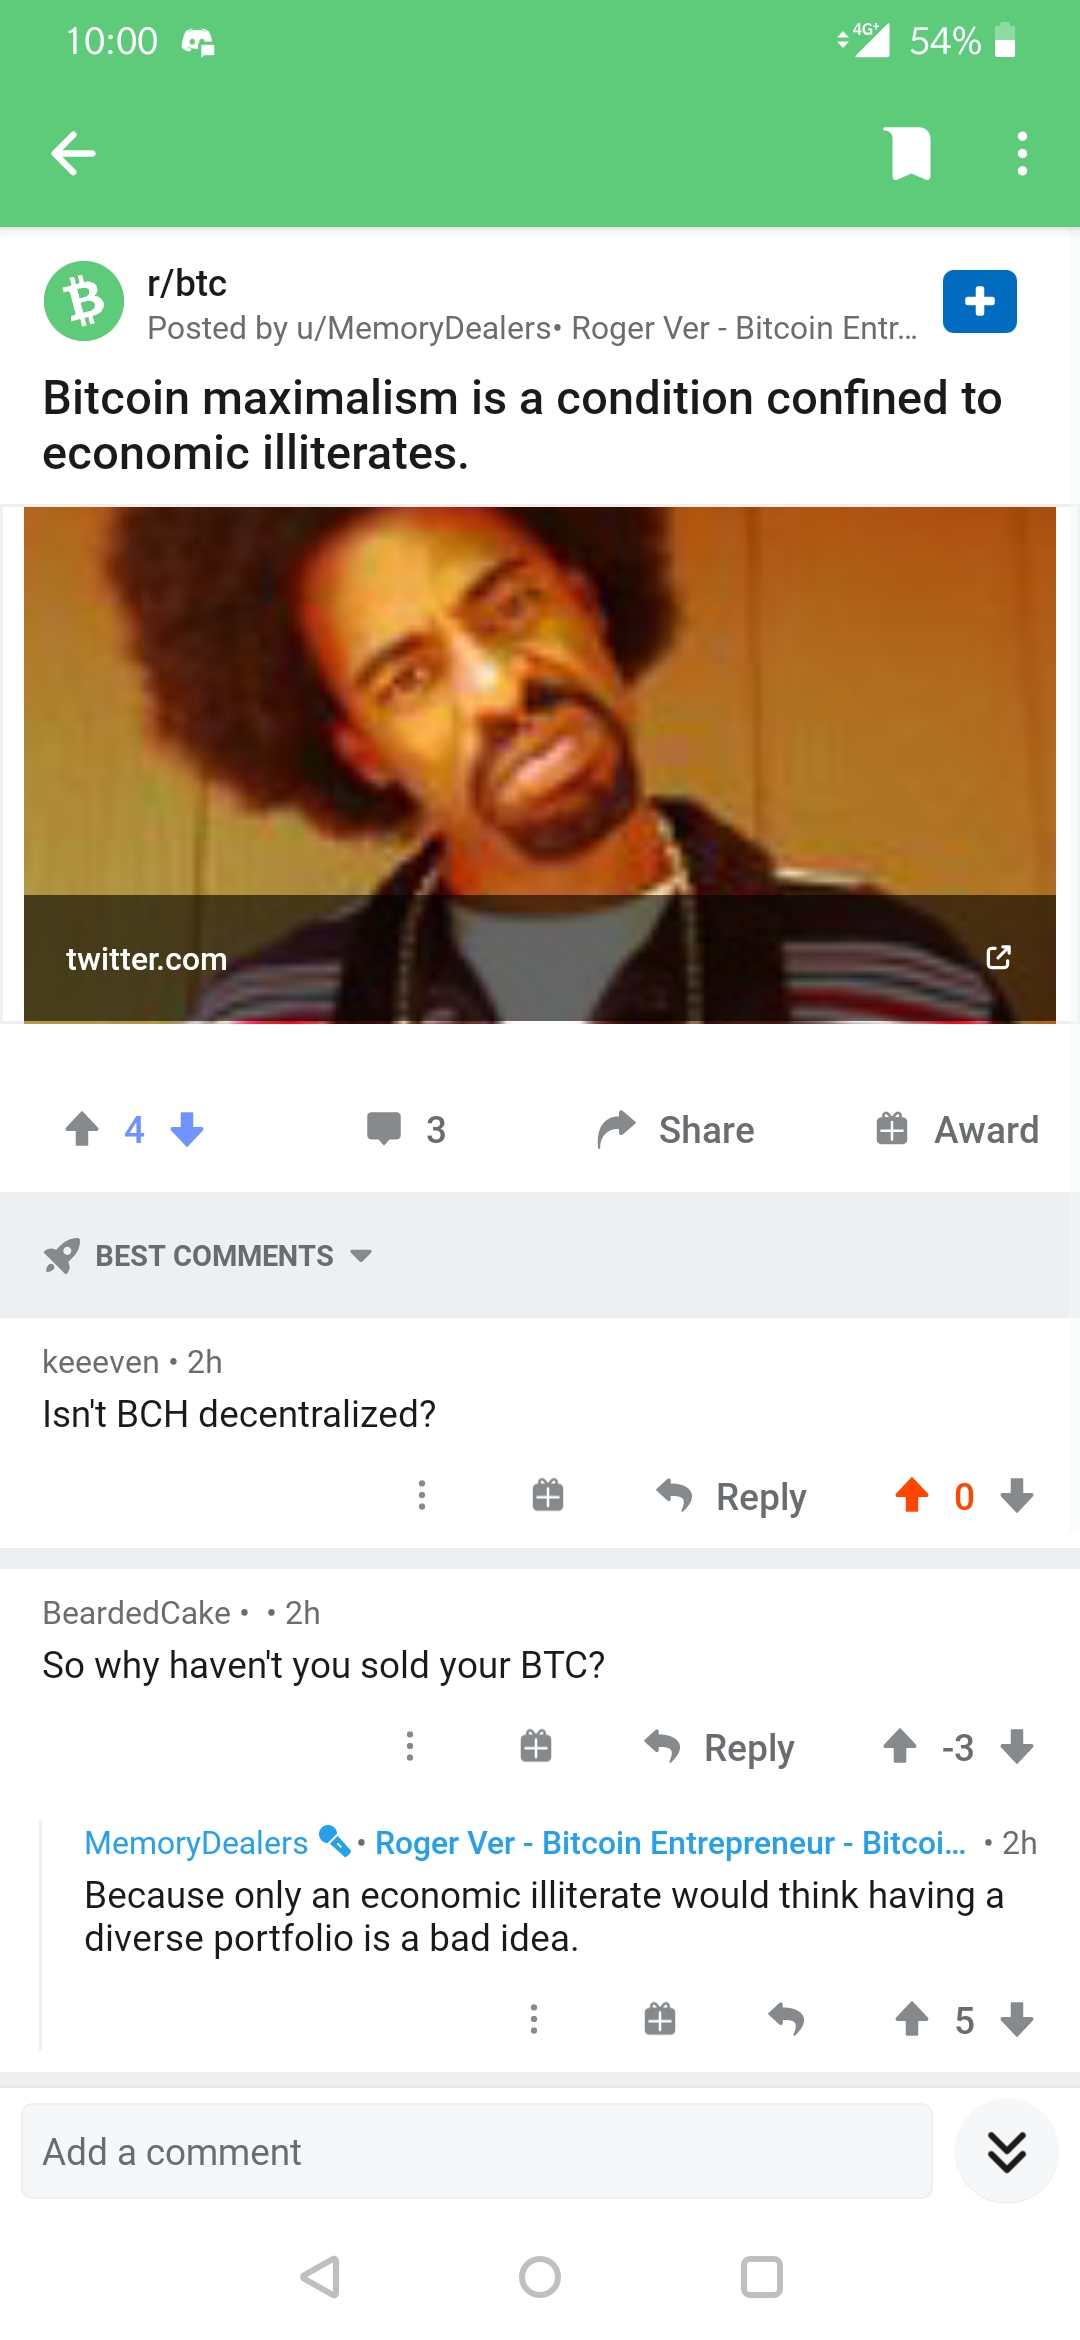 10:00
4G+ 54%
r/btc
Posted by u/MemoryDealers• Roger Ver - Bitcoin Entr...
Bitcoin maximalism is a condition confined to
economic illiterates.
twitter.com
4 3 Share Award
BEST COMMENTS
keeeven • 2h
Isn't BCH decentralized?
Reply 0
BeardedCake • • 2h
So why haven't you sold your BTC?
Reply -3
MemoryDealers • Roger Ver - Bitcoin Entrepreneur - Bitcoi... • 2h
Because only an economic illiterate would think having a
diverse portfolio is a bad idea.
5
Add a comment